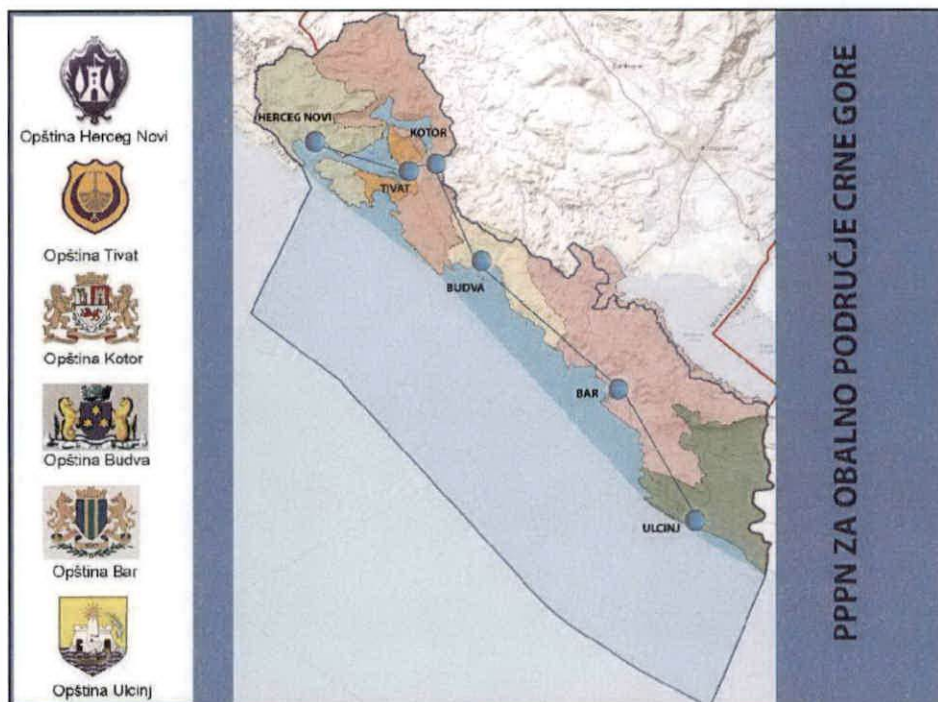 Opština Herceg Novi
Opština Tivat
Opština Kotor
Opština Budva
Opština Bar
Opština Ulcinj
HERCEG NOVI
KOTOR
TIVAT
BUDVA
BAR
ULCINJ
PPPN ZA OBALNO PODRUČJE CRNE GORE